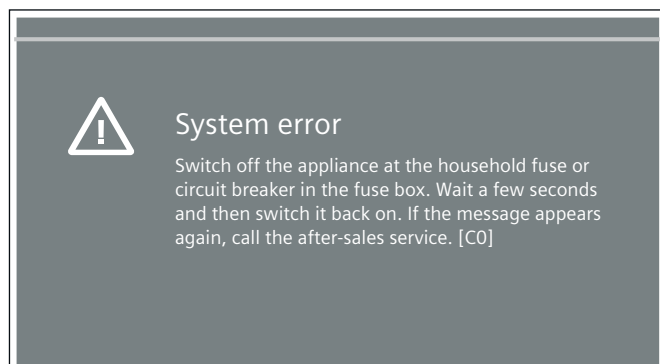 System error
Switch off the appliance at the household fuse or
circuit breaker in the fuse box. Wait a few seconds
and then switch it back on. If the message appears
again, call the after-sales service. [C0]